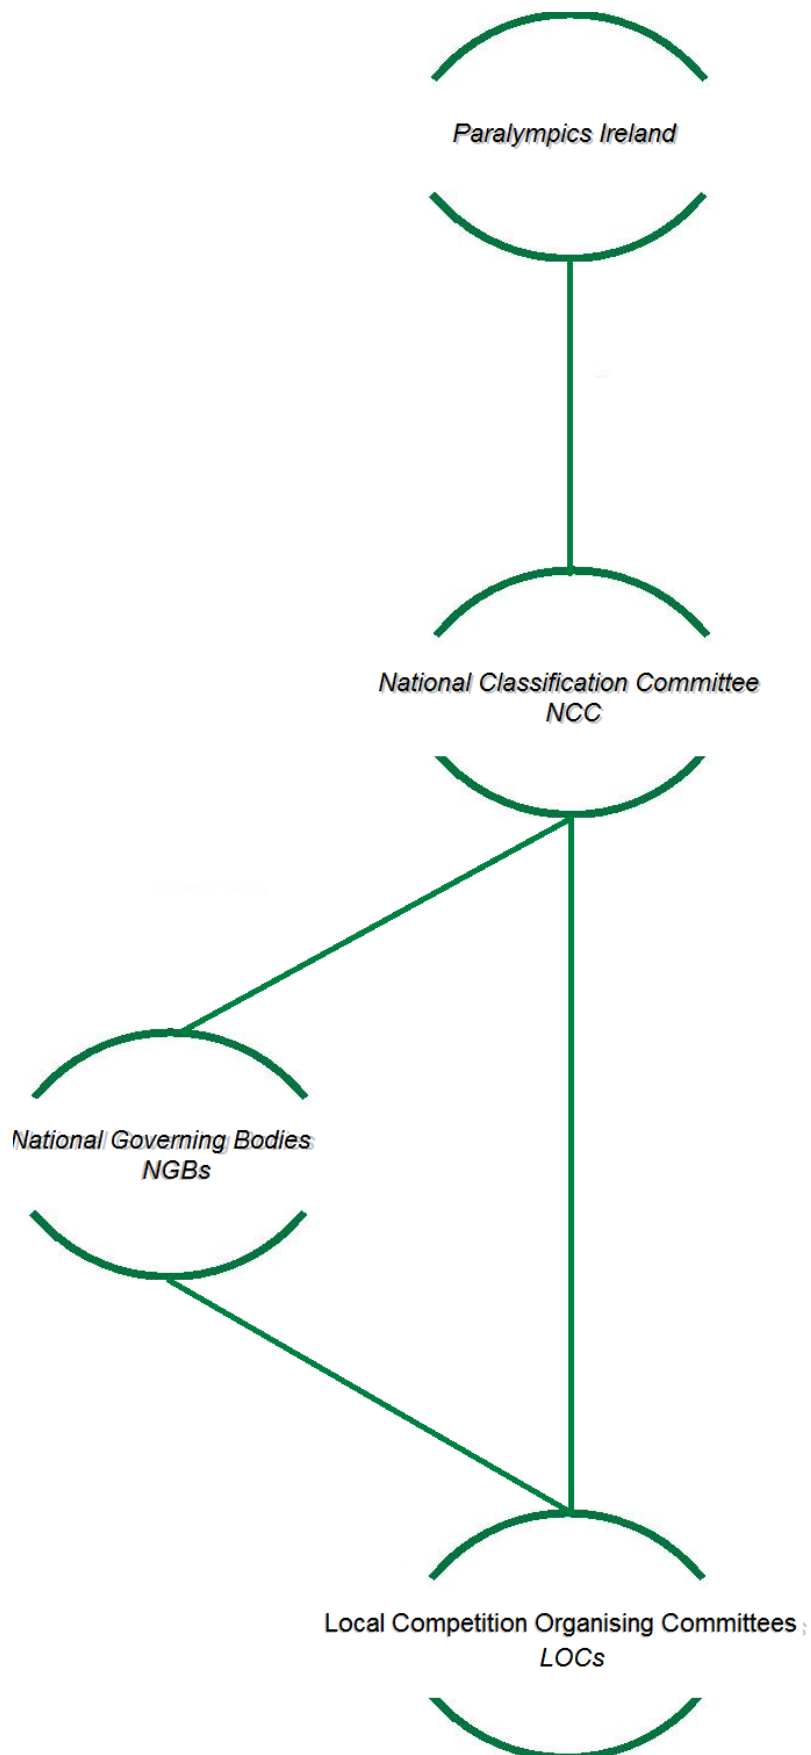 Paralympics Ireland
National Classification Committee
NCC
National Governing Bodies
NGBs
Local Competition Organising Committees
LOCs